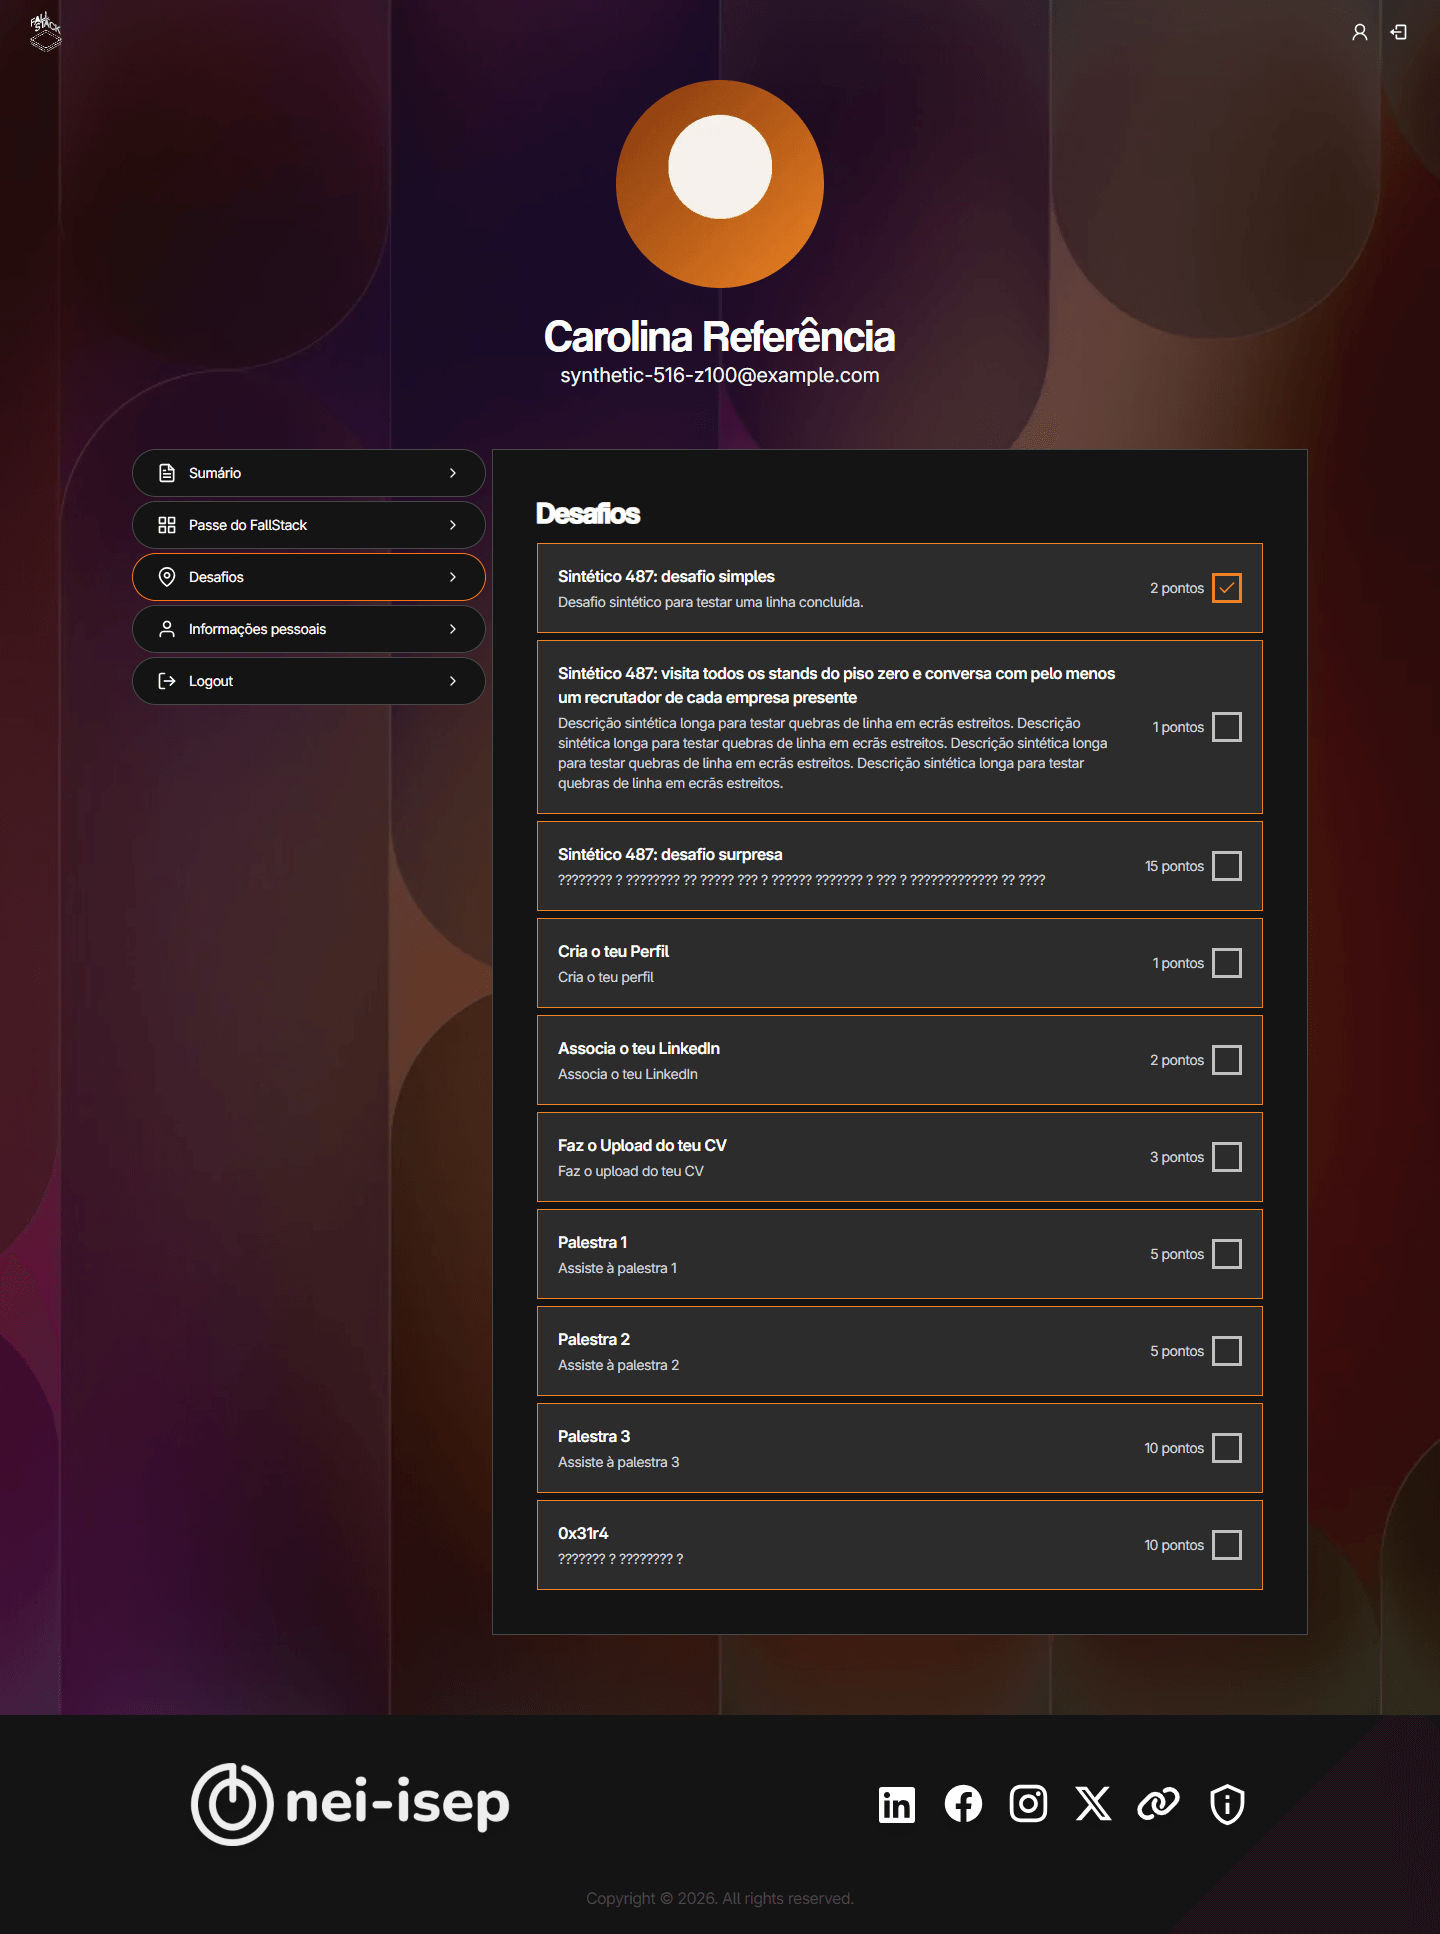 FALL
STACK
Carolina Referência
synthetic-516-z100@example.com
Sumário
Passe do FallStack
Desafios
Informações pessoais
Logout
Desafios
Sintético 487: desafio simples
Desafio sintético para testar uma linha concluída.
2 pontos
Sintético 487: visita todos os stands do piso zero e conversa com pelo menos
um recrutador de cada empresa presente
Descrição sintética longa para testar quebras de linha em ecrãs estreitos. Descrição
sintética longa para testar quebras de linha em ecrãs estreitos. Descrição sintética longa
para testar quebras de linha em ecrãs estreitos. Descrição sintética longa para testar
quebras de linha em ecrãs estreitos.
1 pontos
Sintético 487: desafio surpresa
???????? ? ???????? ?? ????? ??? ? ?????? ??????? ? ??? ? ????????????? ?? ????
15 pontos
Cria o teu Perfil
Cria o teu perfil
1 pontos
Associa o teu LinkedIn
Associa o teu LinkedIn
2 pontos
Faz o Upload do teu CV
Faz o upload do teu CV
3 pontos
Palestra 1
Assiste à palestra 1
5 pontos
Palestra 2
Assiste à palestra 2
5 pontos
Palestra 3
Assiste à palestra 3
10 pontos
0x31r4
??????? ? ???????? ?
10 pontos
nei-isep
Copyright © 2026. All rights reserved.